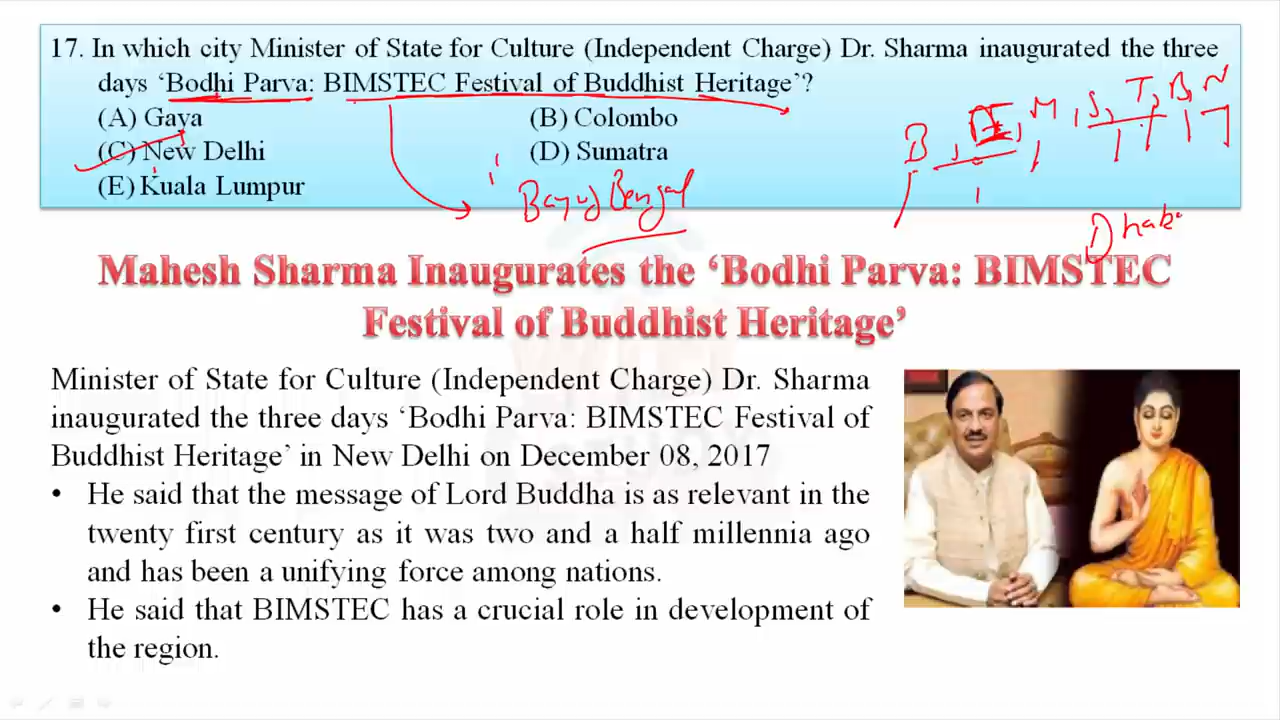 17. In which city Minister of State for Culture (Independent Charge) Dr. Sharma inaugurated the three
days ‘Bodhi Parva: BIMSTEC Festival of Buddhist Heritage’?
(A) Gaya
(B) Colombo
(C) New Delhi
(D) Sumatra
(E) Kuala Lumpur
B, I, M, S, T, B, N
Bay of Bengal
Dhaka
Mahesh Sharma Inaugurates the ‘Bodhi Parva: BIMSTEC
Festival of Buddhist Heritage’
Minister of State for Culture (Independent Charge) Dr. Sharma
inaugurated the three days ‘Bodhi Parva: BIMSTEC Festival of
Buddhist Heritage’ in New Delhi on December 08, 2017
• He said that the message of Lord Buddha is as relevant in the
twenty first century as it was two and a half millennia ago
and has been a unifying force among nations.
• He said that BIMSTEC has a crucial role in development of
the region.